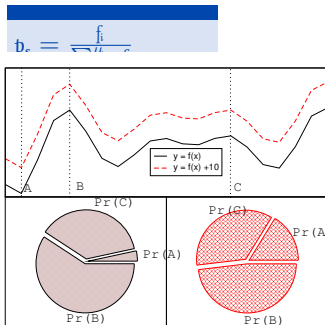 y = f(x)
y = f(x) +10
A
B
C
Pr(C)
Pr(A)
Pr(B)
Pr(C)
Pr(A
Pr(B)